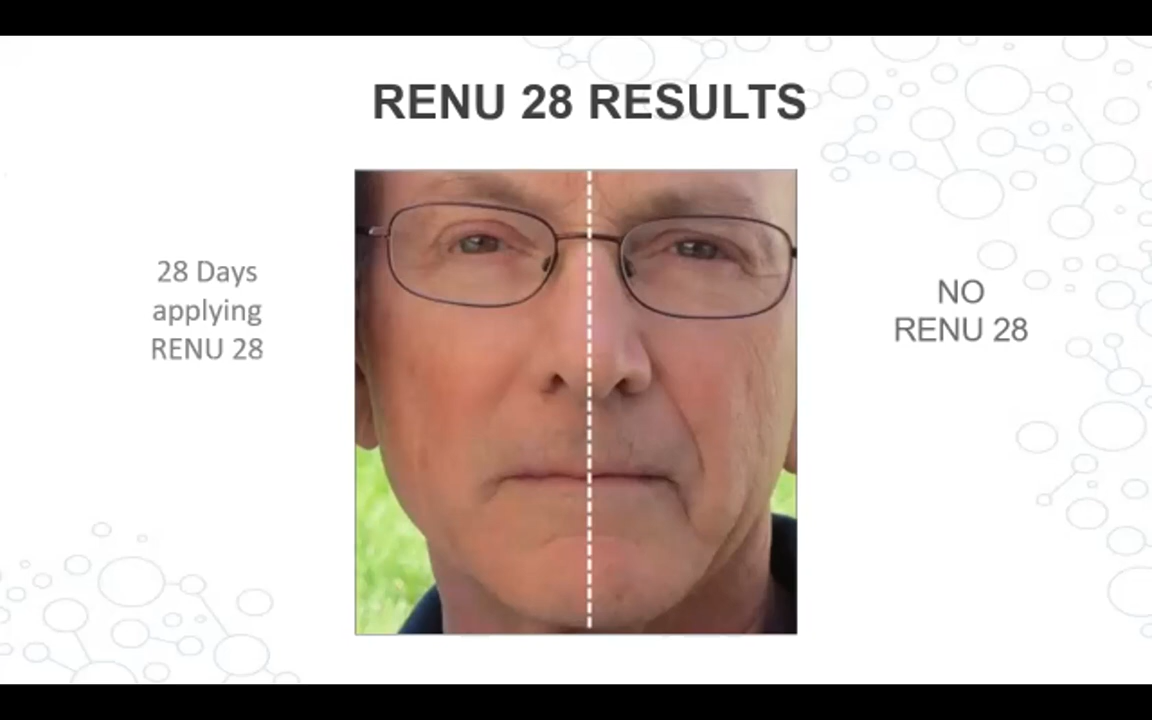 RENU 28 RESULTS
28 Days
applying
RENU 28
NO
RENU 28